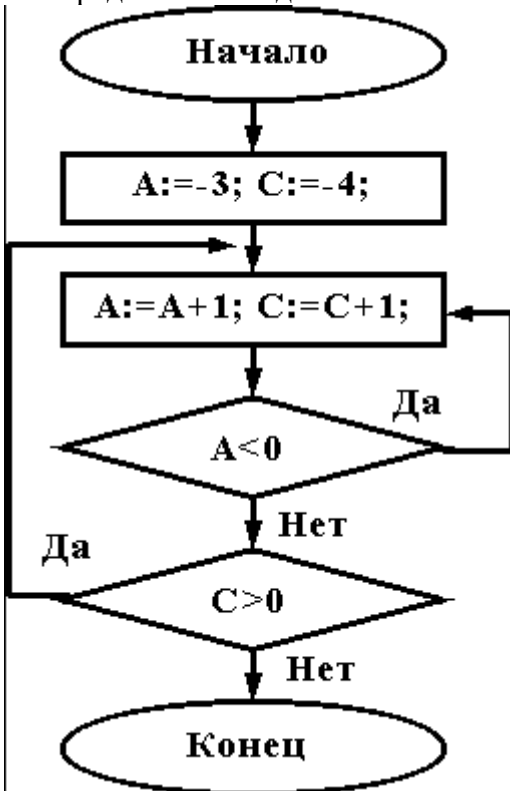 Начало
A:=-3; C:=-4;
A:=A+1; C:=C+1;
Да
A<0
Нет
Да
C>0
Нет
Конец